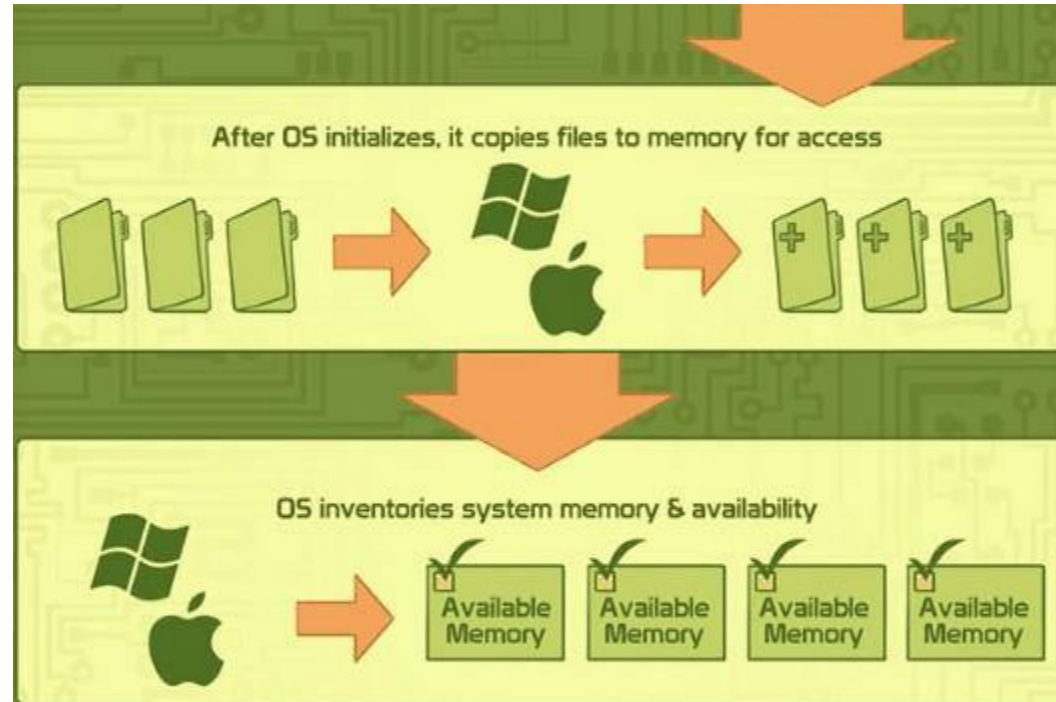 After OS initializes, it copies files to memory for access
OS inventories system memory & availability
Available
Memory
Available
Memory
Available
Memory
Available
Memory